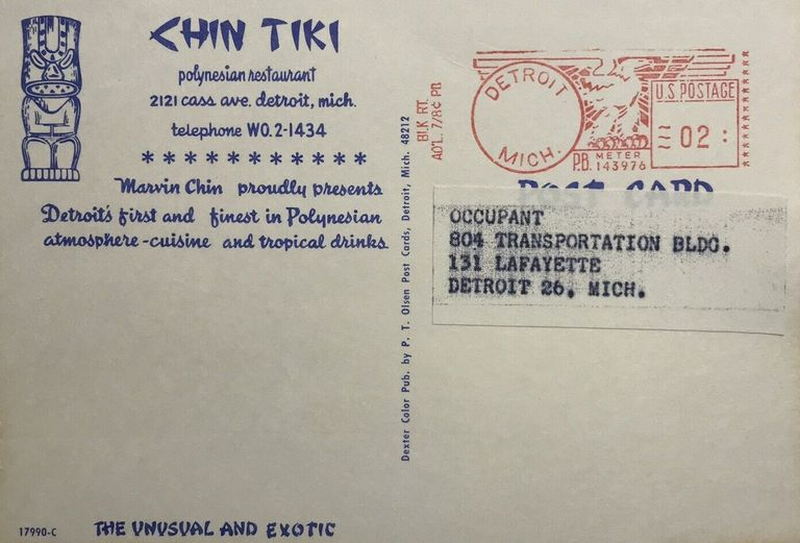 CHIN TIKI
polynesian restaurant
2121 cass ave. detroit, mich.
telephone WO. 2-1434
* * * * * * * * * * *
Marvin Chin proudly presents
Detroit's first and finest in Polynesian
atmosphere-cuisine and tropical drinks.
17990-C
THE UNUSUAL AND EXOTIC
Dexter Color Pub. by P. T. Olsen Post Cards, Detroit, Mich. 48212
BLK. RT.
AD'L. 7/8¢ PD.
DETROIT
MICH.
P.B. METER
143976
U.S. POSTAGE
02
POST CARD
OCCUPANT
804 TRANSPORTATION BLDG.
131 LAFAYETTE
DETROIT 26, MICH.